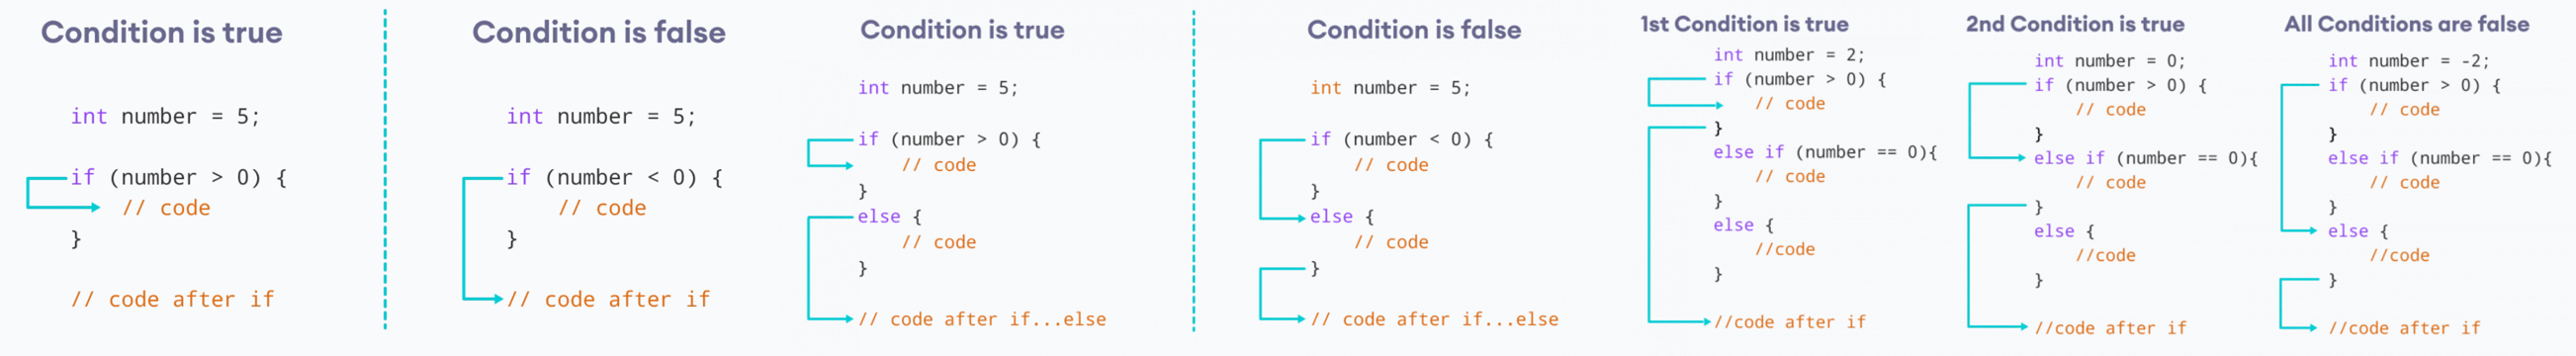 Condition is true
int number = 5;
if (number > 0) {
// code
}
// code after if
Condition is false
int number = 5;
if (number < 0) {
// code
}
// code after if
Condition is true
int number = 5;
if (number > 0) {
// code
}
else {
// code
}
// code after if...else
Condition is false
int number = 5;
if (number < 0) {
// code
}
else {
// code
}
// code after if...else
1st Condition is true
int number = 2;
if (number > 0) {
// code
}
else if (number == 0){
// code
}
else {
//code
}
//code after if
2nd Condition is true
int number = 0;
if (number > 0) {
// code
}
else if (number == 0){
// code
}
else {
//code
}
//code after if
All Conditions are false
int number = -2;
if (number > 0) {
// code
}
else if (number == 0){
// code
}
else {
//code
}
//code after if